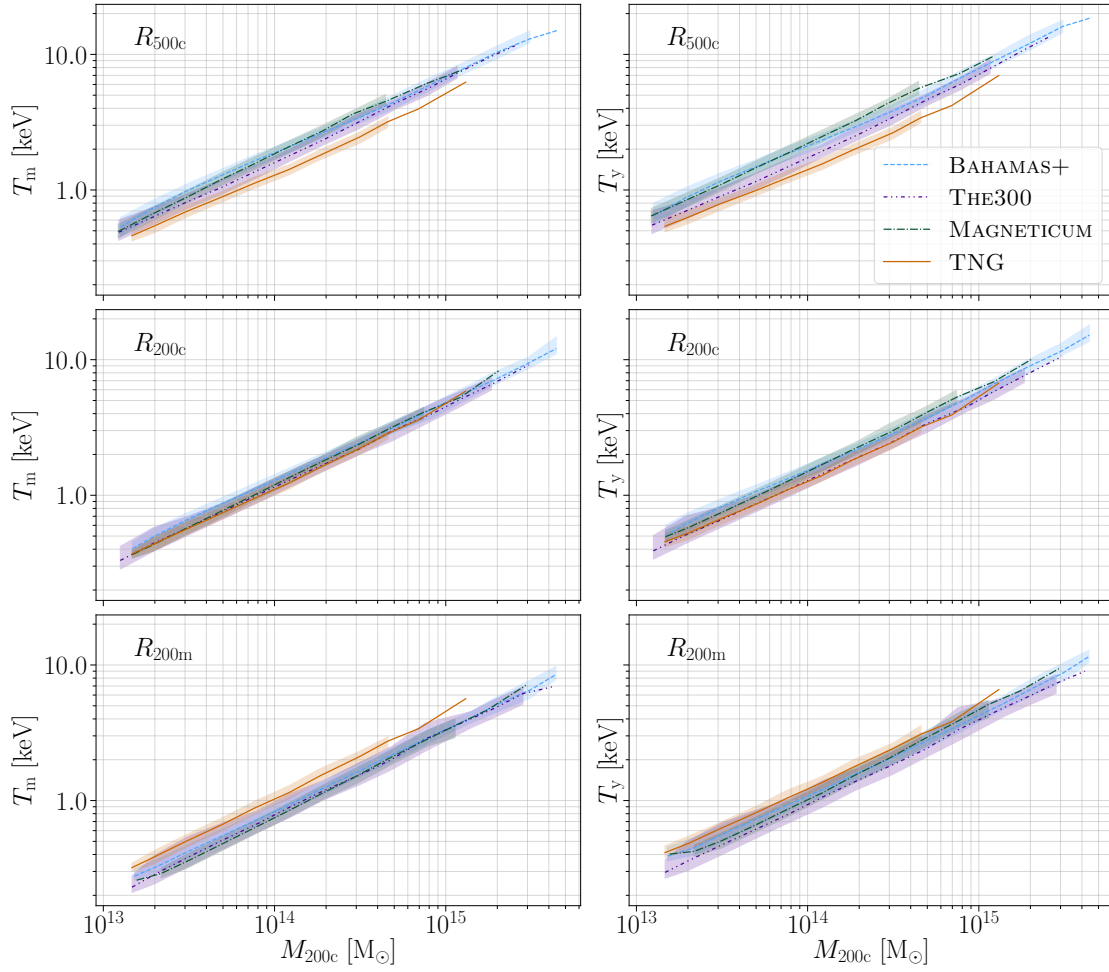 R500c
R500c
10.0
1.0
Tm [keV]
Ty [keV]
BAHAMAS+
THE300
MAGNETICUM
TNG
R200c
R200c
10.0
1.0
Tm [keV]
Ty [keV]
R200m
R200m
10.0
1.0
Tm [keV]
Ty [keV]
10^13 10^14 10^15
10^13 10^14 10^15
M200c [M⊙]
M200c [M⊙]